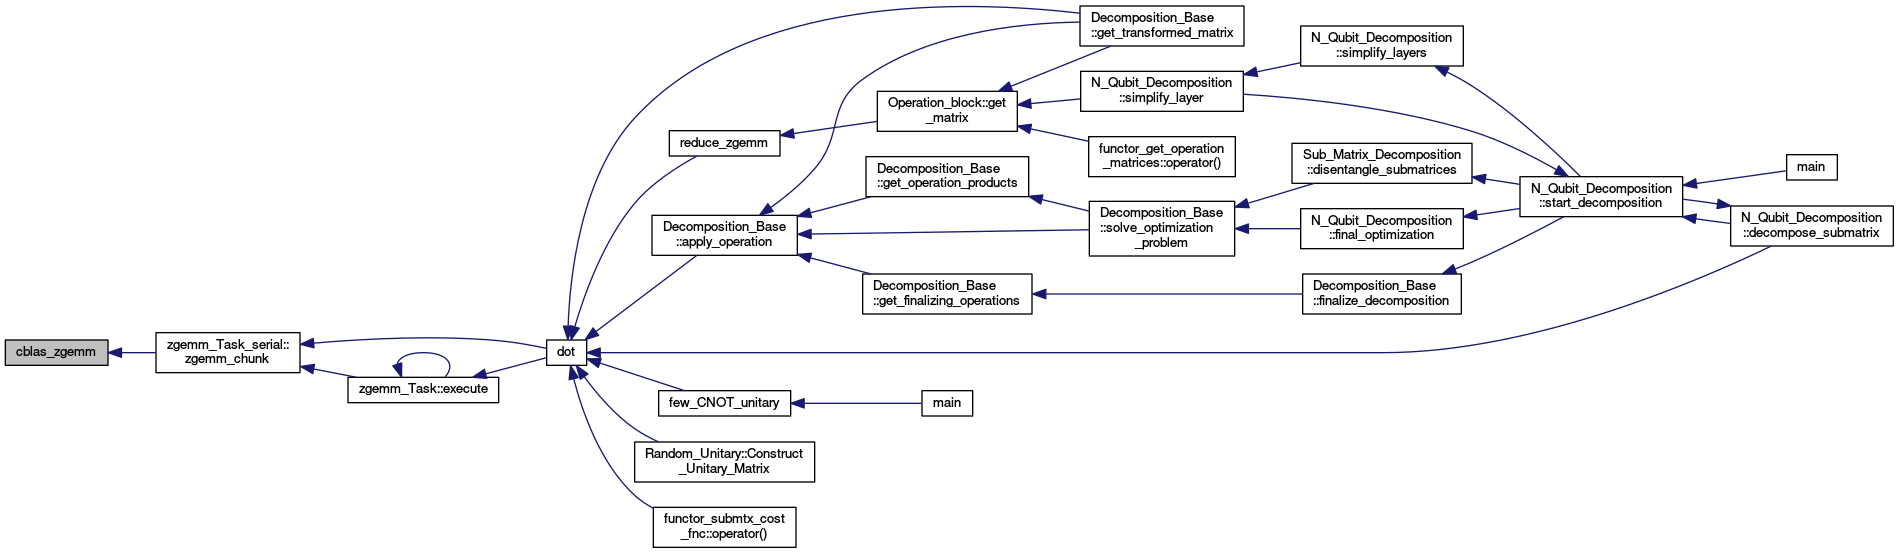 Decomposition_Base
::get_transformed_matrix
N_Qubit_Decomposition
::simplify_layers
N_Qubit_Decomposition
::simplify_layer
Operation_block::get
_matrix
reduce_zgemm
functor_get_operation
_matrices::operator()
Sub_Matrix_Decomposition
::disentangle_submatrices
main
Decomposition_Base
::get_operation_products
N_Qubit_Decomposition
::start_decomposition
Decomposition_Base
::solve_optimization
_problem
N_Qubit_Decomposition
::final_optimization
N_Qubit_Decomposition
::decompose_submatrix
Decomposition_Base
::apply_operation
Decomposition_Base
::get_finalizing_operations
Decomposition_Base
::finalize_decomposition
cblas_zgemm
zgemm_Task_serial::
zgemm_chunk
dot
zgemm_Task::execute
few_CNOT_unitary
main
Random_Unitary::Construct
_Unitary_Matrix
functor_submtx_cost
_fnc::operator()